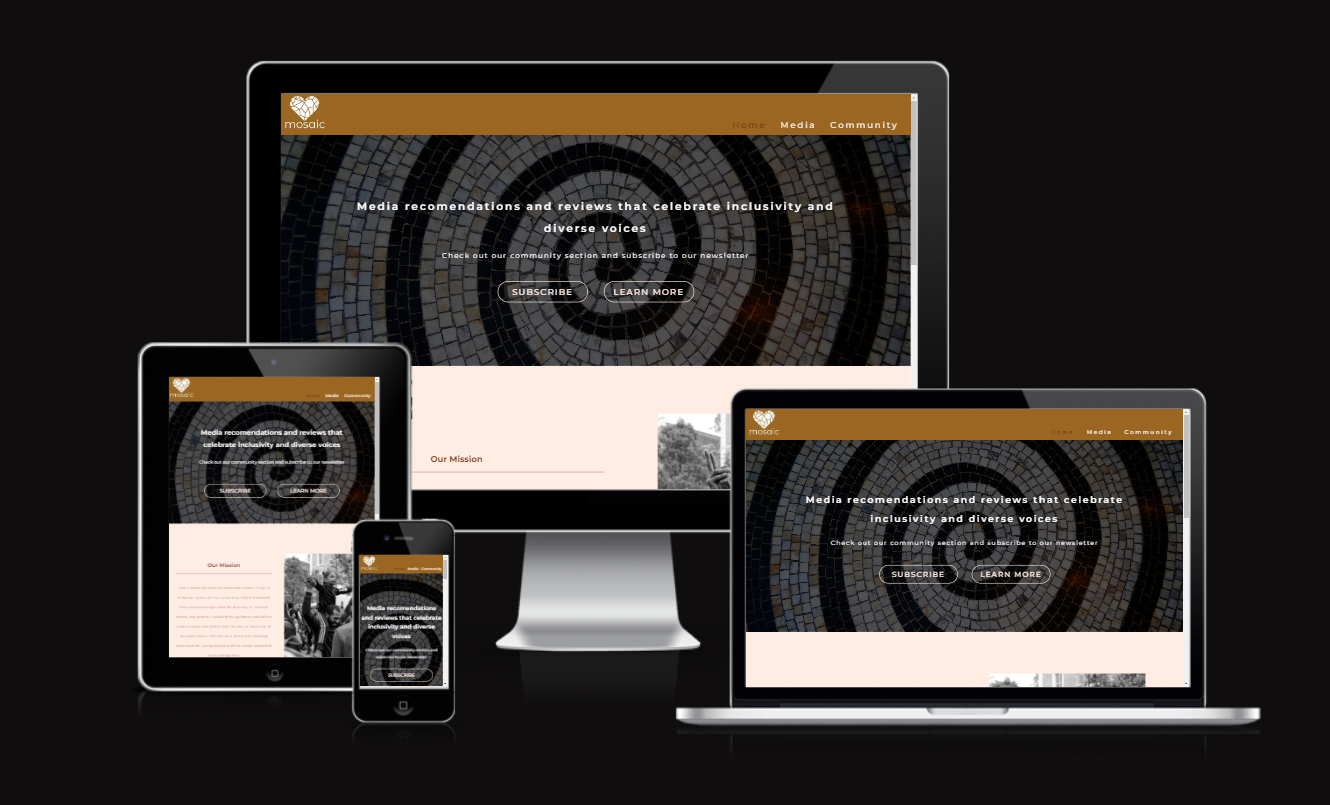 mosaic
Home Media Community
Media recomendations and reviews that celebrate inclusivity and
diverse voices
Check out our community section and subscribe to our newsletter
SUBSCRIBE LEARN MORE
Our Mission
mosaic
Home Media Community
Media recomendations and reviews that
celebrate inclusivity and diverse voices
Check out our community section and subscribe to our newsletter
SUBSCRIBE LEARN MORE
Our Mission
mosaic
Media Community
Media recomendations
and reviews that celebrate
inclusivity and diverse
voices
Check out our community section and
subscribe to our newsletter
SUBSCRIBE
mosaic
Home Media Community
Media recomendations and reviews that celebrate
inclusivity and diverse voices
Check out our community section and subscribe to our newsletter
SUBSCRIBE LEARN MORE